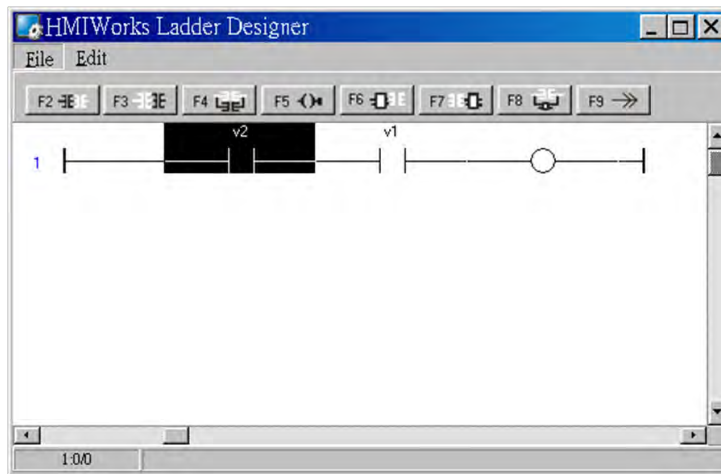 HMIWorks Ladder Designer
File Edit
F2 F3 F4 F5 F6 F7 F8 F9
v2 v1
1
1:0/0